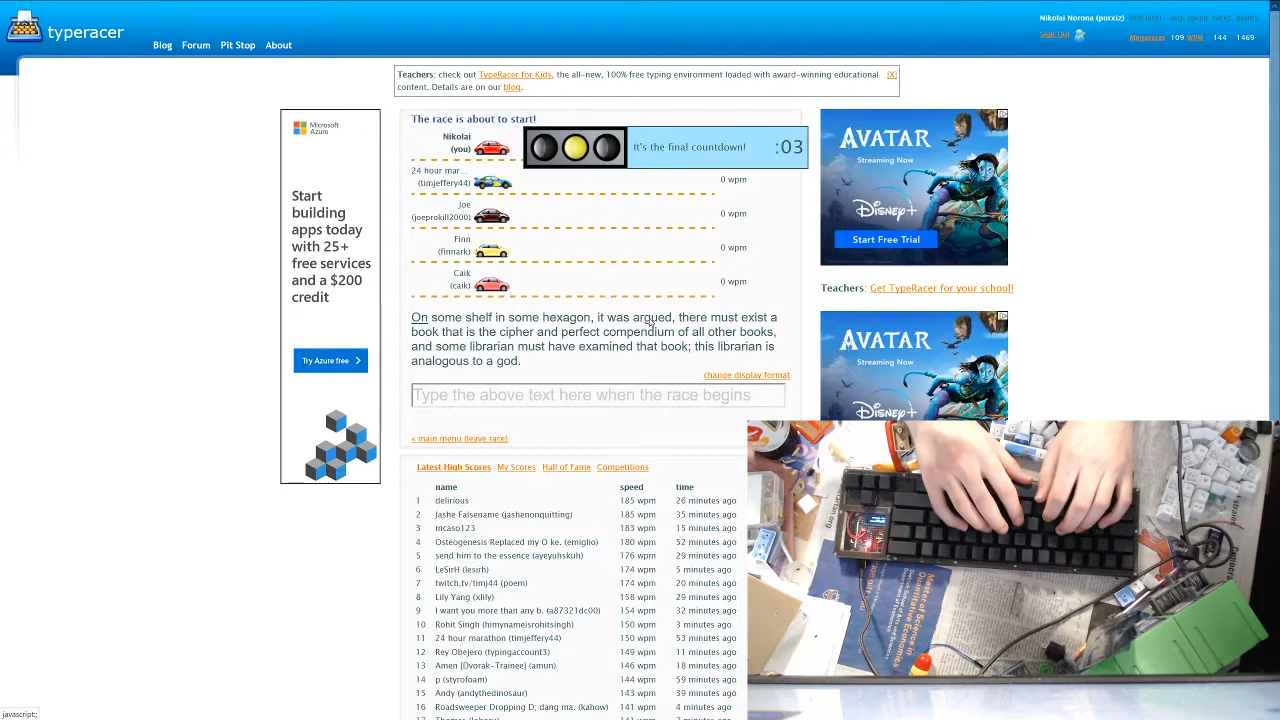 typeracer
Blog Forum Pit Stop About
Nikolai Norona (purxiz) skill level: avg. speed races points
Sign Out Megaracer 109 WPM 144 1469
Teachers: check out TypeRacer for Kids, the all-new, 100% free typing environment loaded with award-winning educational [X]
content. Details are on our blog.
Microsoft
Azure
Start
building
apps today
with 25+
free services
and a $200
credit
Try Azure free
The race is about to start!
Nikolai
(you)
It's the final countdown! :03
24 hour mar...
(timjeffery44)
0 wpm
Joe
(joeprokill2000)
0 wpm
Finn
(finnark)
0 wpm
Caik
(caik)
0 wpm
On some shelf in some hexagon, it was argued, there must exist a
book that is the cipher and perfect compendium of all other books,
and some librarian must have examined that book; this librarian is
analogous to a god.
change display format
Type the above text here when the race begins
« main menu (leave race)
Latest High Scores My Scores Hall of Fame Competitions
name speed time
1 delirious 185 wpm 26 minutes ago
2 Jashe Falsename (jashenonquitting) 185 wpm 35 minutes ago
3 mcaso123 183 wpm 15 minutes ago
4 Osteogenesis Replaced my O ke. (emiglio) 180 wpm 52 minutes ago
5 send him to the essence (ayeyuhskuh) 176 wpm 29 minutes ago
6 LeSirH (lesirh) 174 wpm 5 minutes ago
7 twitch.tv/timj44 (poem) 174 wpm 20 minutes ago
8 Lily Yang (xlily) 158 wpm 29 minutes ago
9 I want you more than any b. (a87321dc00) 154 wpm 32 minutes ago
10 Rohit Singh (himynameisrohitsingh) 150 wpm 3 minutes ago
11 24 hour marathon (timjeffery44) 150 wpm 53 minutes ago
12 Rey Obejero (typingaccount3) 149 wpm 11 minutes ago
13 Amen [Dvorak-Trainee] (amun) 146 wpm 18 minutes ago
14 p (styrofoam) 144 wpm 59 minutes ago
15 Andy (andythedinosaur) 143 wpm 39 minutes ago
16 Roadsweeper Dropping D; dang ma. (kahow) 141 wpm 4 minutes ago
AVATAR
Streaming Now
Disney+
Start Free Trial
Teachers: Get TypeRacer for your school!
AVATAR
Streaming Now
Disney+
Master of Science in
Quantitative Economics
javascript:;